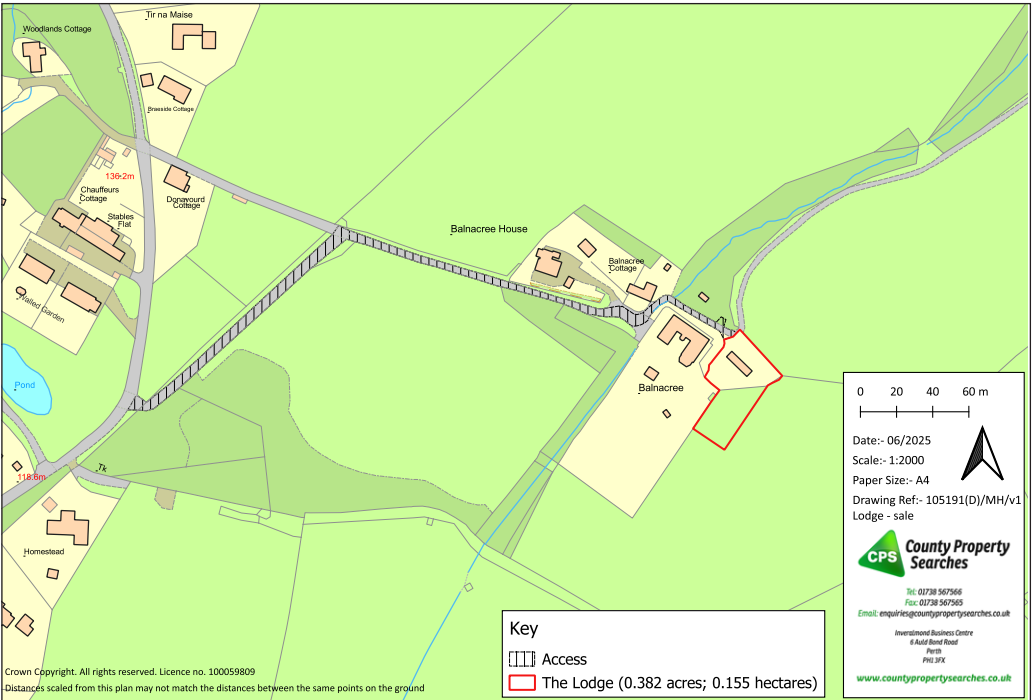 Woodlands Cottage
Tir na Maise
Braeside Cottage
136.2m
Chauffeurs
Cottage
Stables
Flat
Donavourd
Cottage
Walled Garden
Pond
Balnacree House
Balnacree
Cottage
Balnacree
Tk
118.6m
Homestead
0 20 40 60 m
Date:- 06/2025
Scale:- 1:2000
Paper Size:- A4
Drawing Ref:- 105191(D)/MH/v1
Lodge - sale
CPS
County Property
Searches
Tel: 01738 567566
Fax: 01738 567565
Email: enquiries@countypropertysearches.co.uk
Inveralmond Business Centre
6 Auld Bond Road
Perth
PH1 3FX
www.countypropertysearches.co.uk
Key
Access
The Lodge (0.382 acres; 0.155 hectares)
Crown Copyright. All rights reserved. Licence no. 100059809
Distances scaled from this plan may not match the distances between the same points on the ground